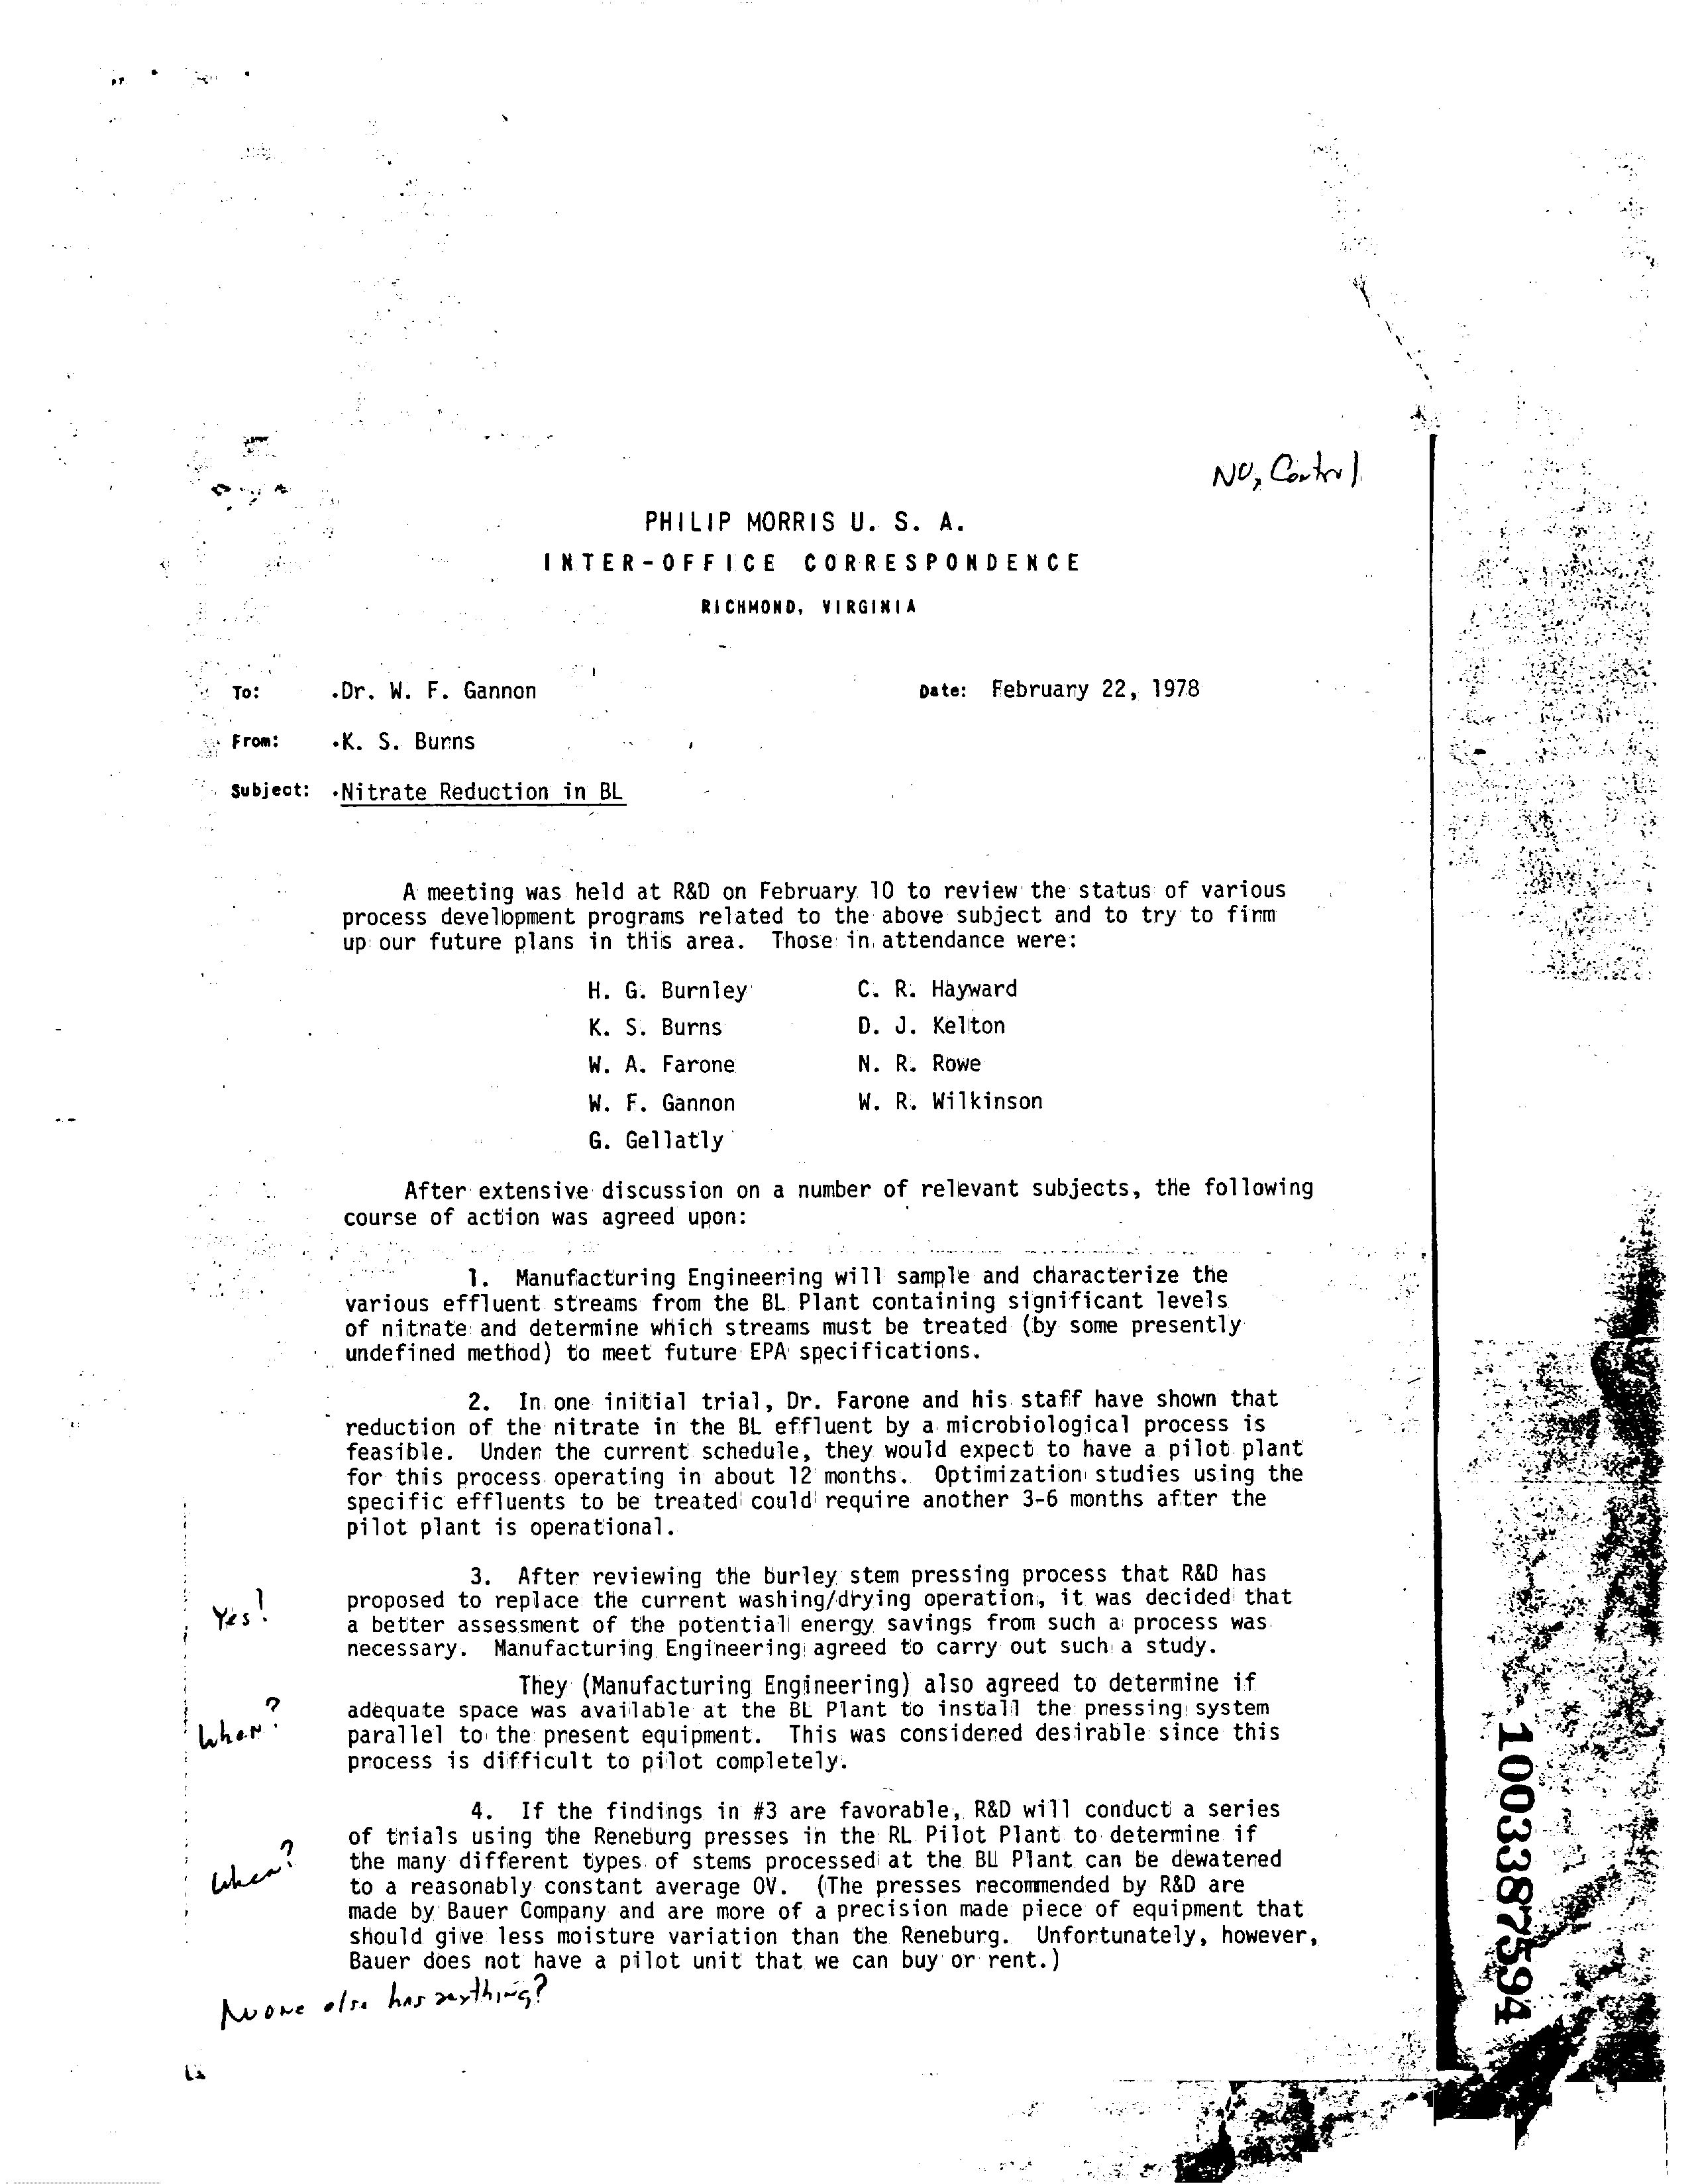 NO3 Control
PHILIP MORRIS U. S. A.
INTER-OFFICE CORRESPONDENCE
RICHMOND, VIRGINIA
To: .Dr. W. F. Gannon Date: February 22, 1978
From: .K. S. Burns
Subject: .Nitrate Reduction in BL
A meeting was held at R&D on February 10 to review the status of various
process development programs related to the above subject and to try to firm
up our future plans in this area. Those in attendance were:
H. G. Burnley C. R. Hayward
K. S. Burns D. J. Kelton
W. A. Farone N. R. Rowe
W. F. Gannon W. R. Wilkinson
G. Gellatly
After extensive discussion on a number of relevant subjects, the following
course of action was agreed upon:
1. Manufacturing Engineering will sample and characterize the
various effluent streams from the BL Plant containing significant levels
of nitrate and determine which streams must be treated (by some presently
undefined method) to meet future EPA specifications.
2. In one initial trial, Dr. Farone and his staff have shown that
reduction of the nitrate in the BL effluent by a microbiological process is
feasible. Under the current schedule, they would expect to have a pilot plant
for this process operating in about 12 months. Optimization studies using the
specific effluents to be treated could require another 3-6 months after the
pilot plant is operational.
3. After reviewing the burley stem pressing process that R&D has
proposed to replace the current washing/drying operation, it was decided that
Yes! a better assessment of the potential energy savings from such a process was
necessary. Manufacturing Engineering agreed to carry out such a study.
They (Manufacturing Engineering) also agreed to determine if
adequate space was available at the BL Plant to install the pressing system
When? parallel to the present equipment. This was considered desirable since this
process is difficult to pilot completely.
4. If the findings in #3 are favorable, R&D will conduct a series
of trials using the Reneburg presses in the RL Pilot Plant to determine if
the many different types of stems processed at the BL Plant can be dewatered
When? to a reasonably constant average OV. (The presses recommended by R&D are
made by Bauer Company and are more of a precision made piece of equipment that
should give less moisture variation than the Reneburg. Unfortunately, however,
Bauer does not have a pilot unit that we can buy or rent.)
No one else has anything?
1003387594